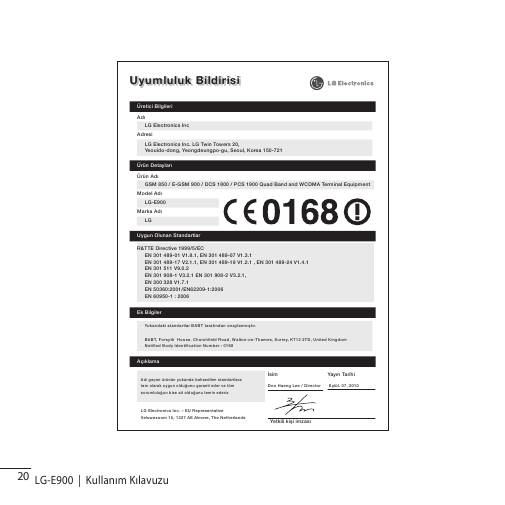 Uyumluluk Bildirisi
LG Electronics
Üretici Bilgileri
Adı
LG Electronics Inc
Adresi
LG Electronics Inc. LG Twin Towers 20,
Yeouido-dong, Yeongdeungpo-gu, Seoul, Korea 150-721
Ürün Detayları
Ürün Adı
GSM 850 / E-GSM 900 / DCS 1800 / PCS 1900 Quad Band and WCDMA Terminal Equipment
Model Adı
LG-E900
Marka Adı
LG
CE0168
Uygun Olunan Standartlar
R&TTE Directive 1999/5/EC
EN 301 489-01 V1.8.1, EN 301 489-07 V1.3.1
EN 301 489-17 V2.1.1, EN 301 489-19 V1.2.1 , EN 301 489-24 V1.4.1
EN 301 511 V9.0.2
EN 301 908-1 V3.2.1 EN 301 908-2 V3.2.1,
EN 300 328 V1.7.1
EN 50360:2001/EN62209-1:2006
EN 60950-1 : 2006
Ek Bilgiler
Yukarıdaki standartlar BABT tarafından onaylanmıştır.
BABT, Forsyth House, Churchfield Road, Walton-on-Thames, Surrey, KT12 2TD, United Kingdom
Notified Body Identification Number : 0168
Açıklama
Adı geçen ürünler yukarıda bahsedilen standartlara
tam olarak uygun olduğunu garanti eder ve tüm
sorumluluğun bize ait olduğunu temin ederiz
İsim
Yayın Tarihi
Doo Haeng Lee / Director
Eylül 07, 2010
LG Electronics Inc. – EU Representative
Veluwezoom 15, 1327 AE Almere, The Netherlands
Yetkili kişi imzası
20 LG-E900 | Kullanım Kılavuzu